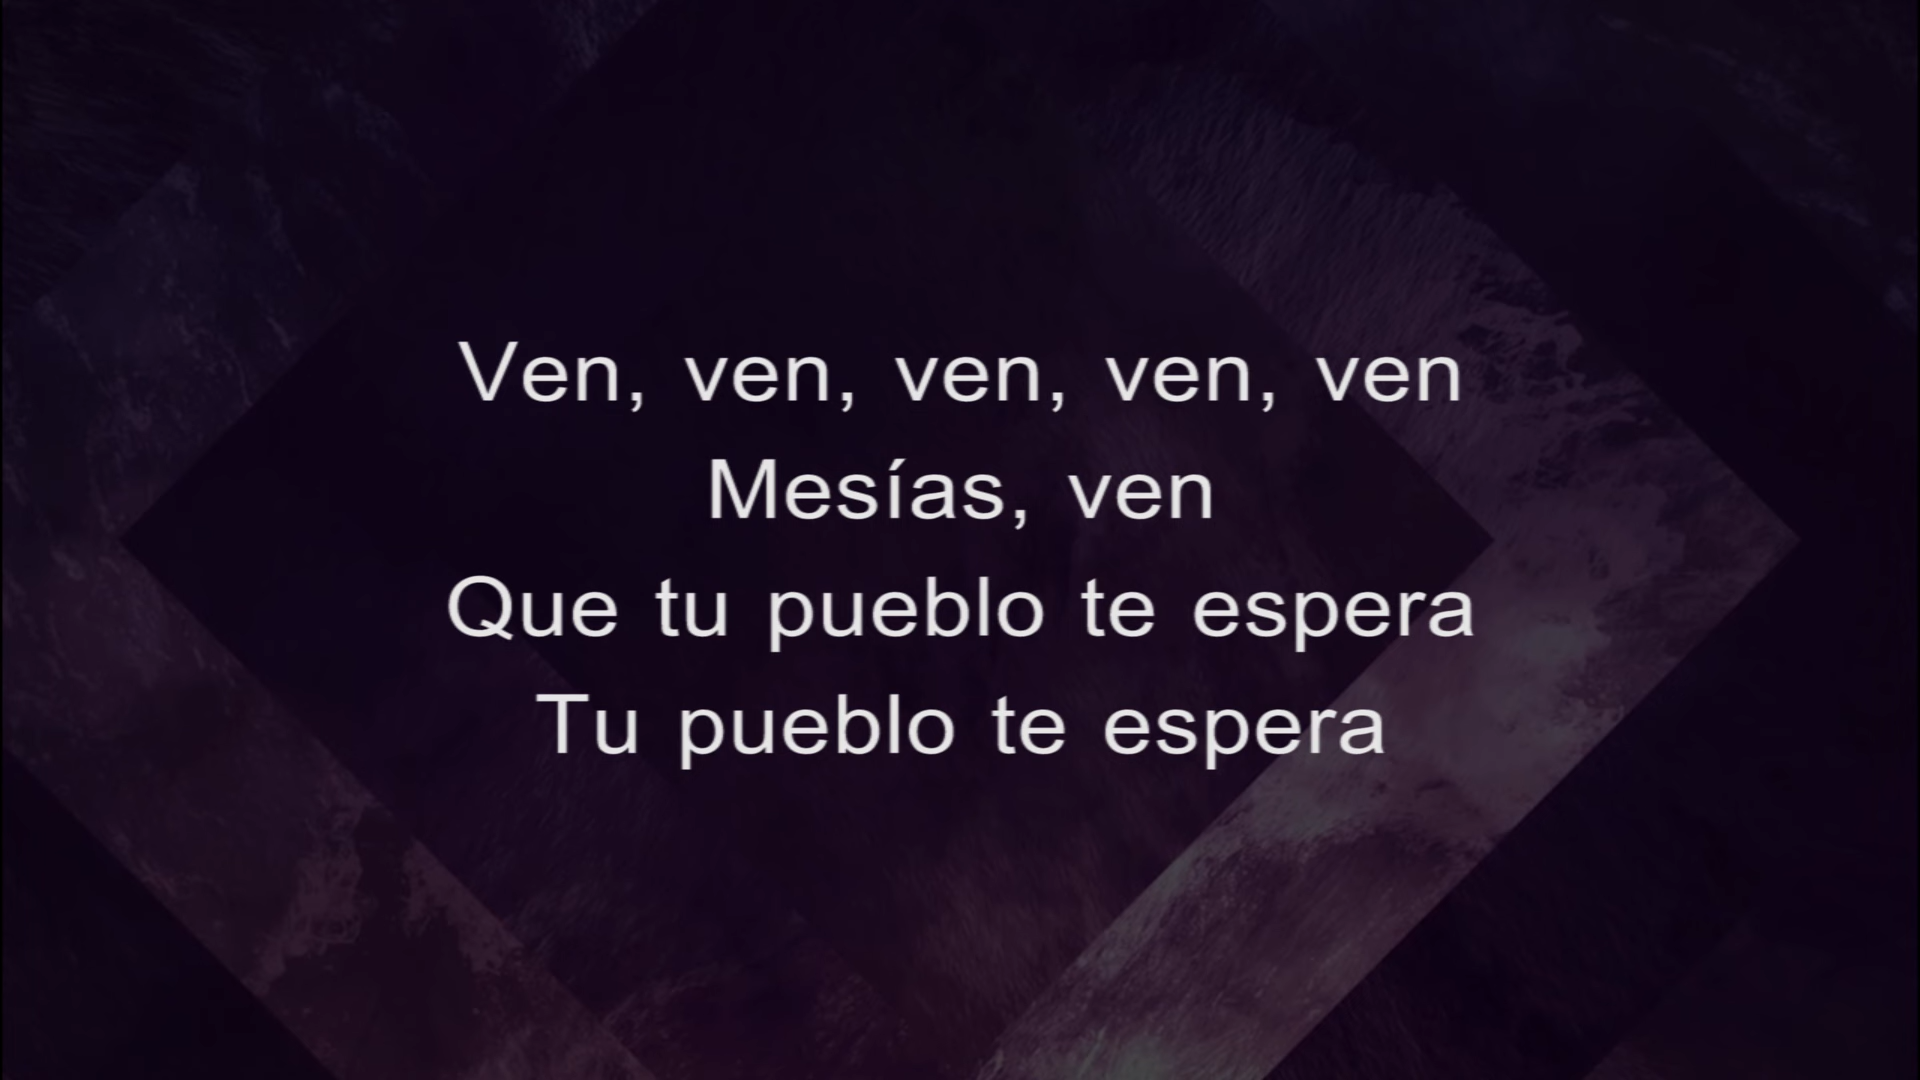 Ven, ven, ven, ven, ven
Mesías, ven
Que tu pueblo te espera
Tu pueblo te espera